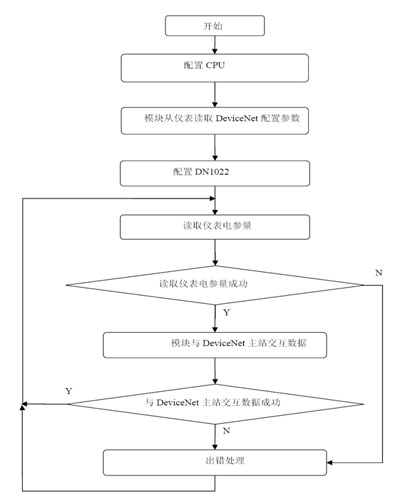 开始
配置 CPU
模块从仪表读取 DeviceNet 配置参数
配置 DN1022
读取仪表电参量
读取仪表电参量成功
N
Y
模块与 DeviceNet 主站交互数据
Y
与 DeviceNet 主站交互数据成功
N
出错处理